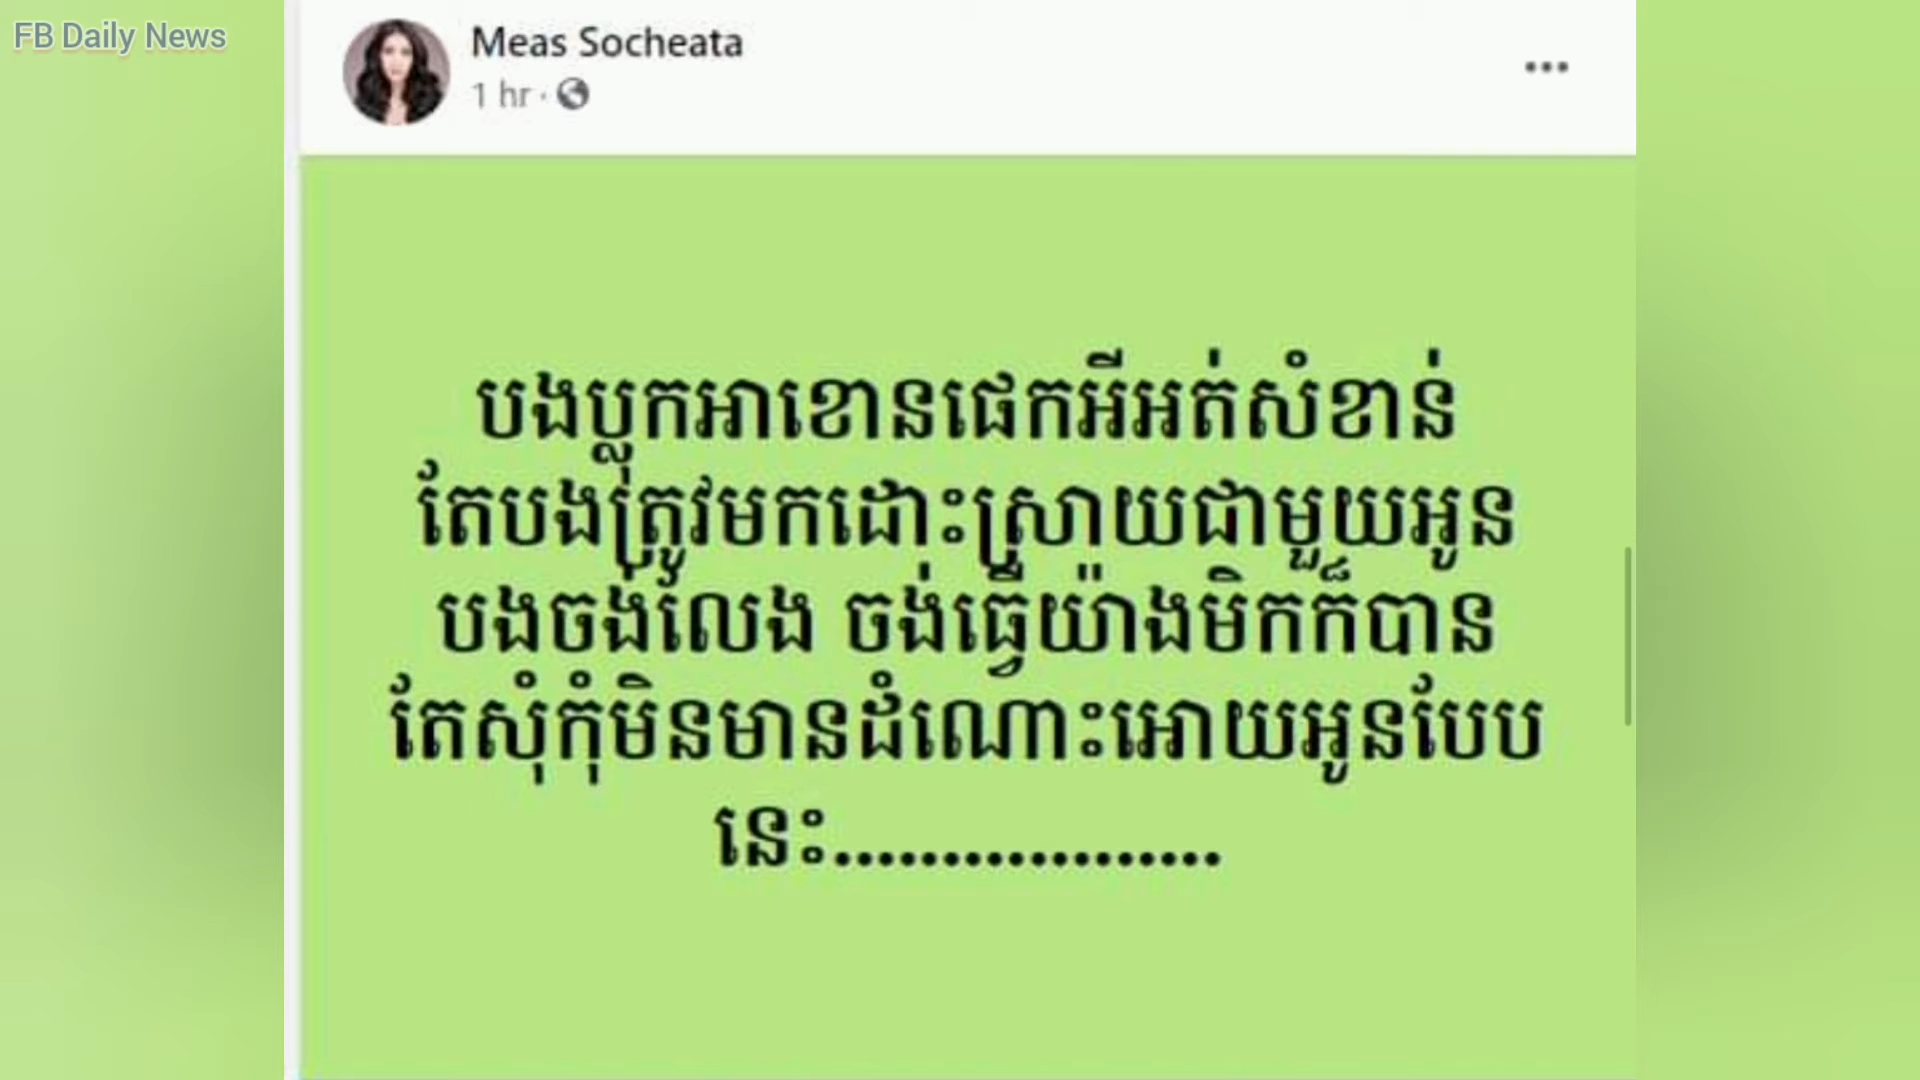 FB Daily News
Meas Socheata
1 hr ·
បងប្លុកអាខោនផេកអីអត់សំខាន់
តែបងត្រូវមកដោះស្រាយជាមួយអូន
បងចង់លែង ចង់ធ្វើយ៉ាងមិកក៏បាន
តែសុំកុំមិនមានដំណោះអោយអូនបែប
នេះ..................